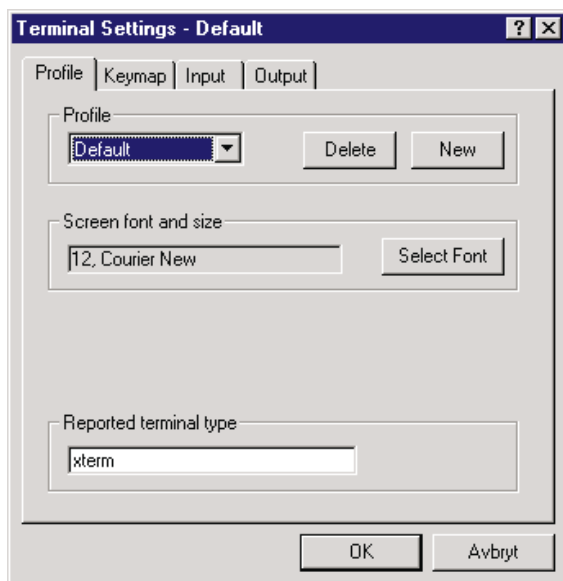 Terminal Settings - Default
Profile Keymap Input Output
Profile
Default Delete New
Screen font and size
12, Courier New Select Font
Reported terminal type
xterm
OK Avbryt